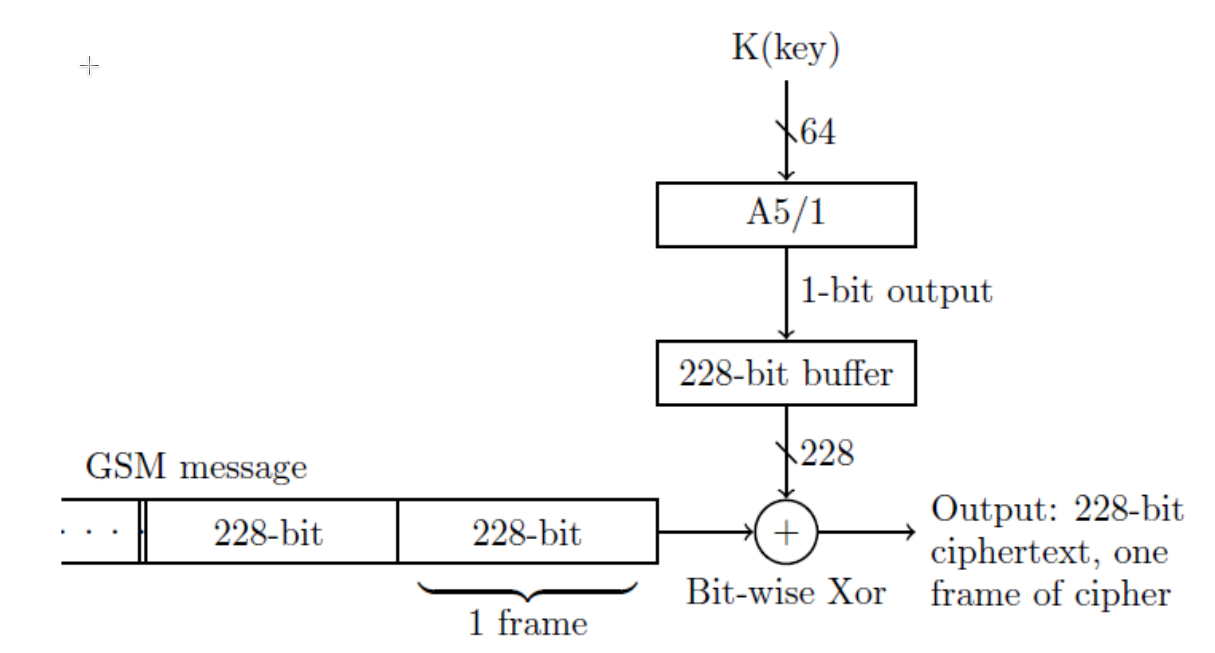 K(key)
64
A5/1
1-bit output
228-bit buffer
228
GSM message
· · · ·
228-bit
228-bit
+
Output: 228-bit
ciphertext, one
frame of cipher
Bit-wise Xor
1 frame